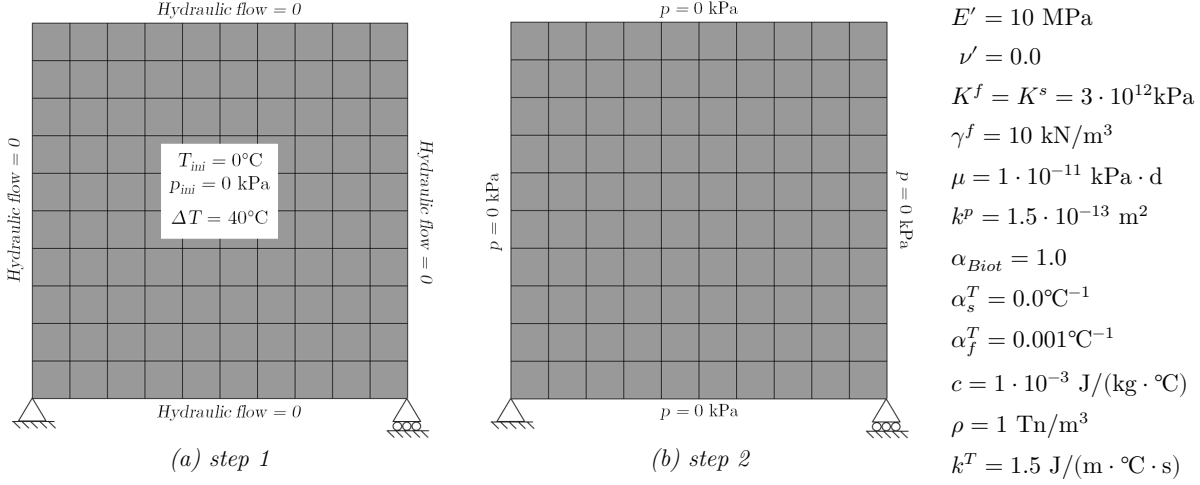 Hydraulic flow = 0
Hydraulic flow = 0
T_ini = 0°C
p_ini = 0 kPa
ΔT = 40°C
Hydraulic flow = 0
Hydraulic flow = 0
(a) step 1
p = 0 kPa
p = 0 kPa
p = 0 kPa
p = 0 kPa
(b) step 2
E′ = 10 MPa
ν′ = 0.0
K^f = K^s = 3 · 10^12 kPa
γ^f = 10 kN/m³
μ = 1 · 10^−11 kPa · d
k^p = 1.5 · 10^−13 m²
α_Biot = 1.0
α_s^T = 0.0°C^−1
α_f^T = 0.001°C^−1
c = 1 · 10^−3 J/(kg · °C)
ρ = 1 Tn/m³
k^T = 1.5 J/(m · °C · s)